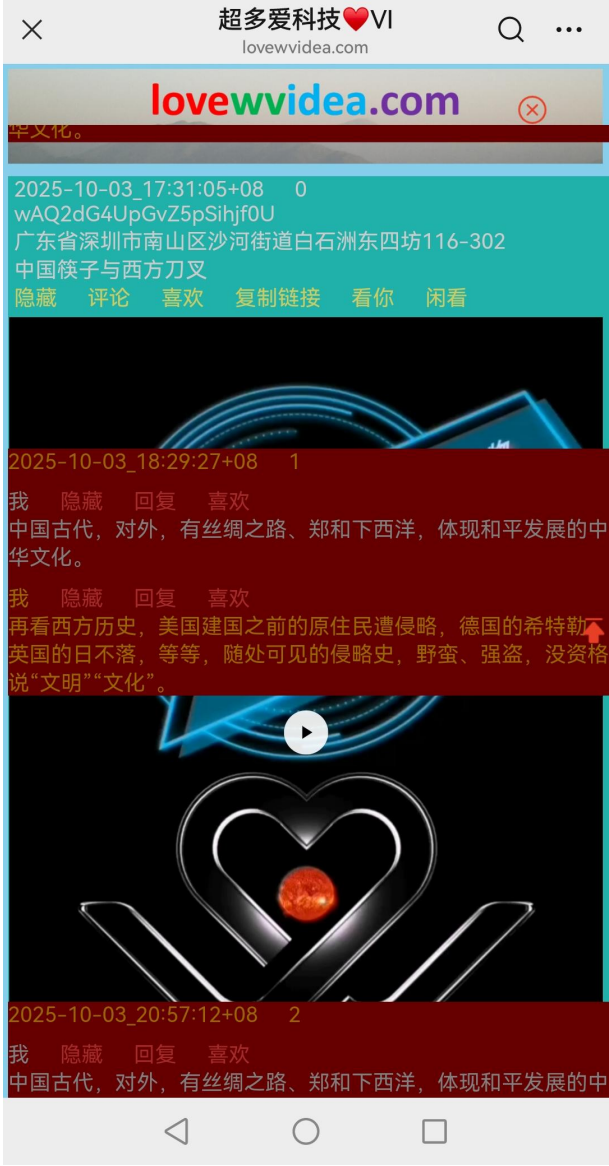 超多爱科技❤️VI
lovewvidea.com
lovewvidea.com
华文化。
2025-10-03_17:31:05+08 0
wAQ2dG4UpGvZ5pSihjf0U
广东省深圳市南山区沙河街道白石洲东四坊116-302
中国筷子与西方刀叉
隐藏 评论 喜欢 复制链接 看你 闲看
2025-10-03_18:29:27+08 1
我 隐藏 回复 喜欢
中国古代，对外，有丝绸之路、郑和下西洋，体现和平发展的中
华文化。
我 隐藏 回复 喜欢
再看西方历史，美国建国之前的原住民遭侵略，德国的希特勒
英国的日不落，等等，随处可见的侵略史，野蛮、强盗，没资格
说“文明”“文化”。
2025-10-03_20:57:12+08 2
我 隐藏 回复 喜欢
中国古代，对外，有丝绸之路、郑和下西洋，体现和平发展的中